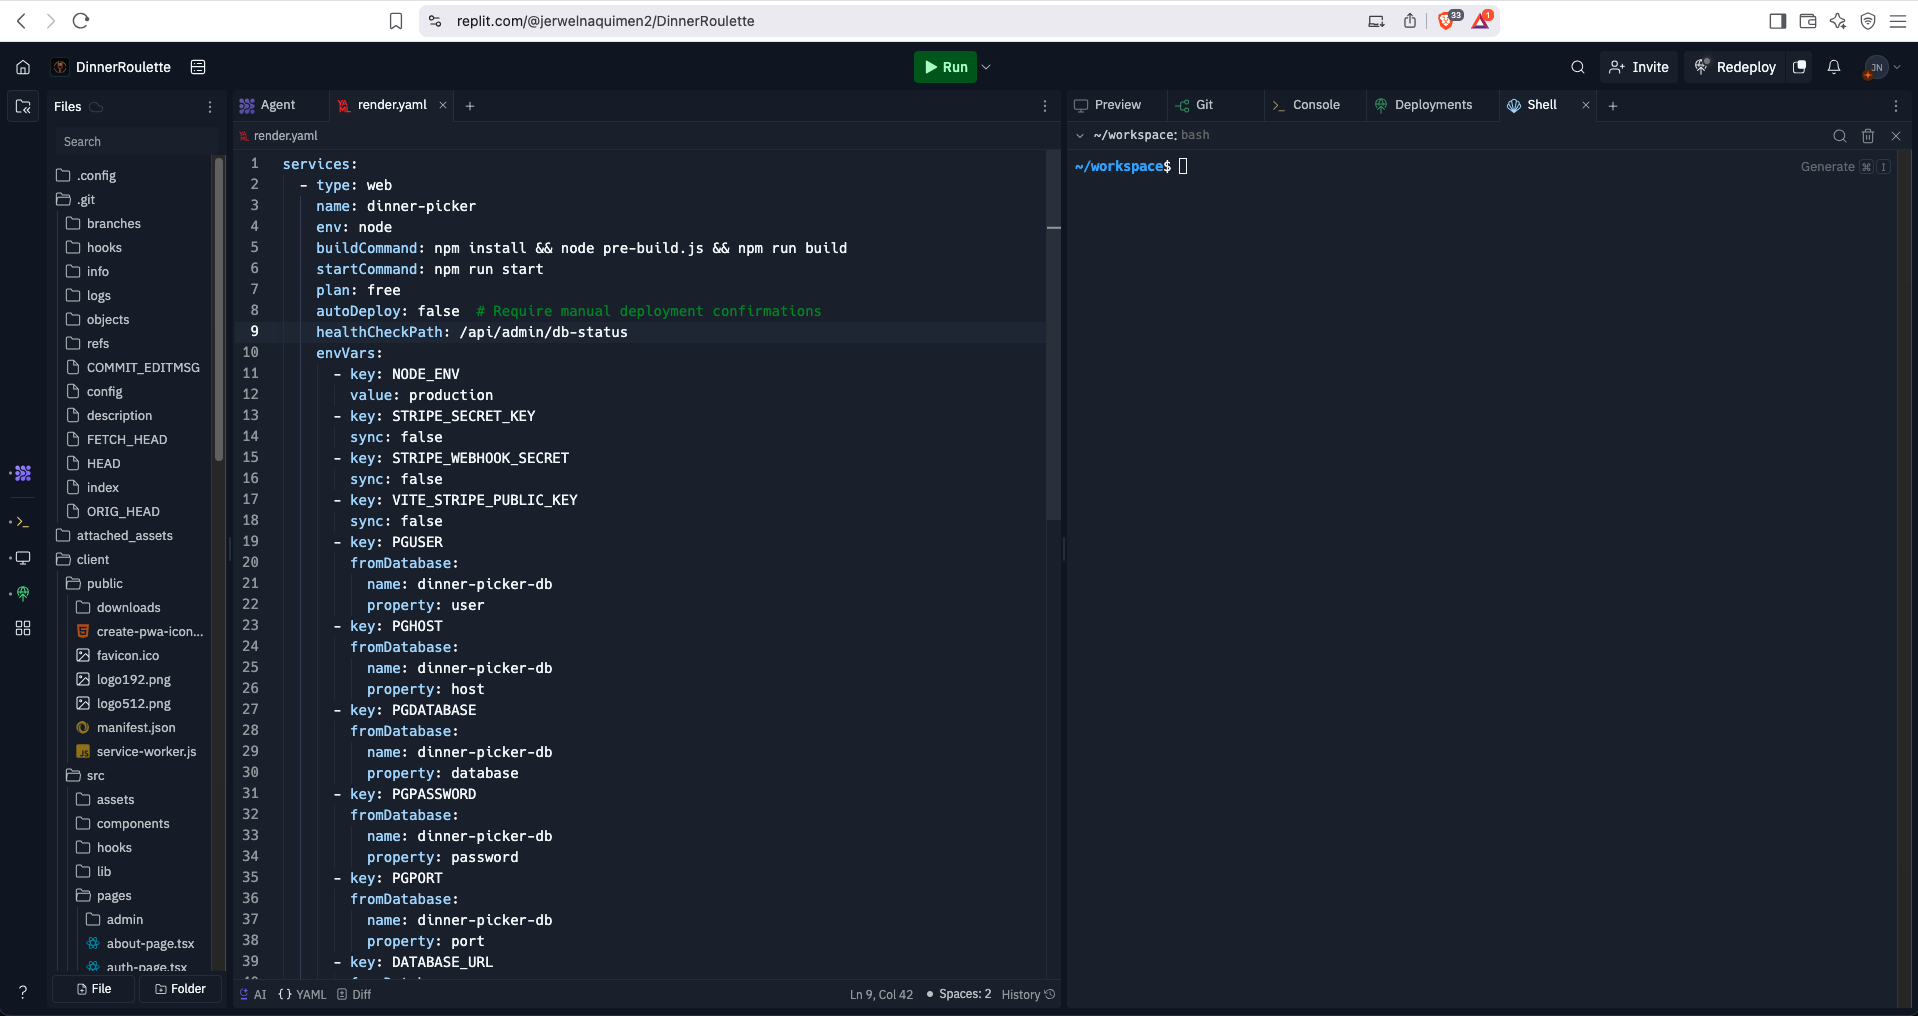 replit.com/@jerwelnaquimen2/DinnerRoulette
33
1
DinnerRoulette
Run
Invite
Redeploy
JN
Files
Search
.config
.git
branches
hooks
info
logs
objects
refs
COMMIT_EDITMSG
config
description
FETCH_HEAD
HEAD
index
ORIG_HEAD
attached_assets
client
public
downloads
create-pwa-icon...
favicon.ico
logo192.png
logo512.png
manifest.json
service-worker.js
src
assets
components
hooks
lib
pages
admin
about-page.tsx
auth-page.tsx
File Folder
?
Agent render.yaml
render.yaml
1 services:
2 - type: web
3 name: dinner-picker
4 env: node
5 buildCommand: npm install && node pre-build.js && npm run build
6 startCommand: npm run start
7 plan: free
8 autoDeploy: false # Require manual deployment confirmations
9 healthCheckPath: /api/admin/db-status
10 envVars:
11 - key: NODE_ENV
12 value: production
13 - key: STRIPE_SECRET_KEY
14 sync: false
15 - key: STRIPE_WEBHOOK_SECRET
16 sync: false
17 - key: VITE_STRIPE_PUBLIC_KEY
18 sync: false
19 - key: PGUSER
20 fromDatabase:
21 name: dinner-picker-db
22 property: user
23 - key: PGHOST
24 fromDatabase:
25 name: dinner-picker-db
26 property: host
27 - key: PGDATABASE
28 fromDatabase:
29 name: dinner-picker-db
30 property: database
31 - key: PGPASSWORD
32 fromDatabase:
33 name: dinner-picker-db
34 property: password
35 - key: PGPORT
36 fromDatabase:
37 name: dinner-picker-db
38 property: port
39 - key: DATABASE_URL
AI {} YAML Diff
Ln 9, Col 42 • Spaces: 2 History
Preview Git Console Deployments Shell
~/workspace: bash
~/workspace$
Generate ⌘ I